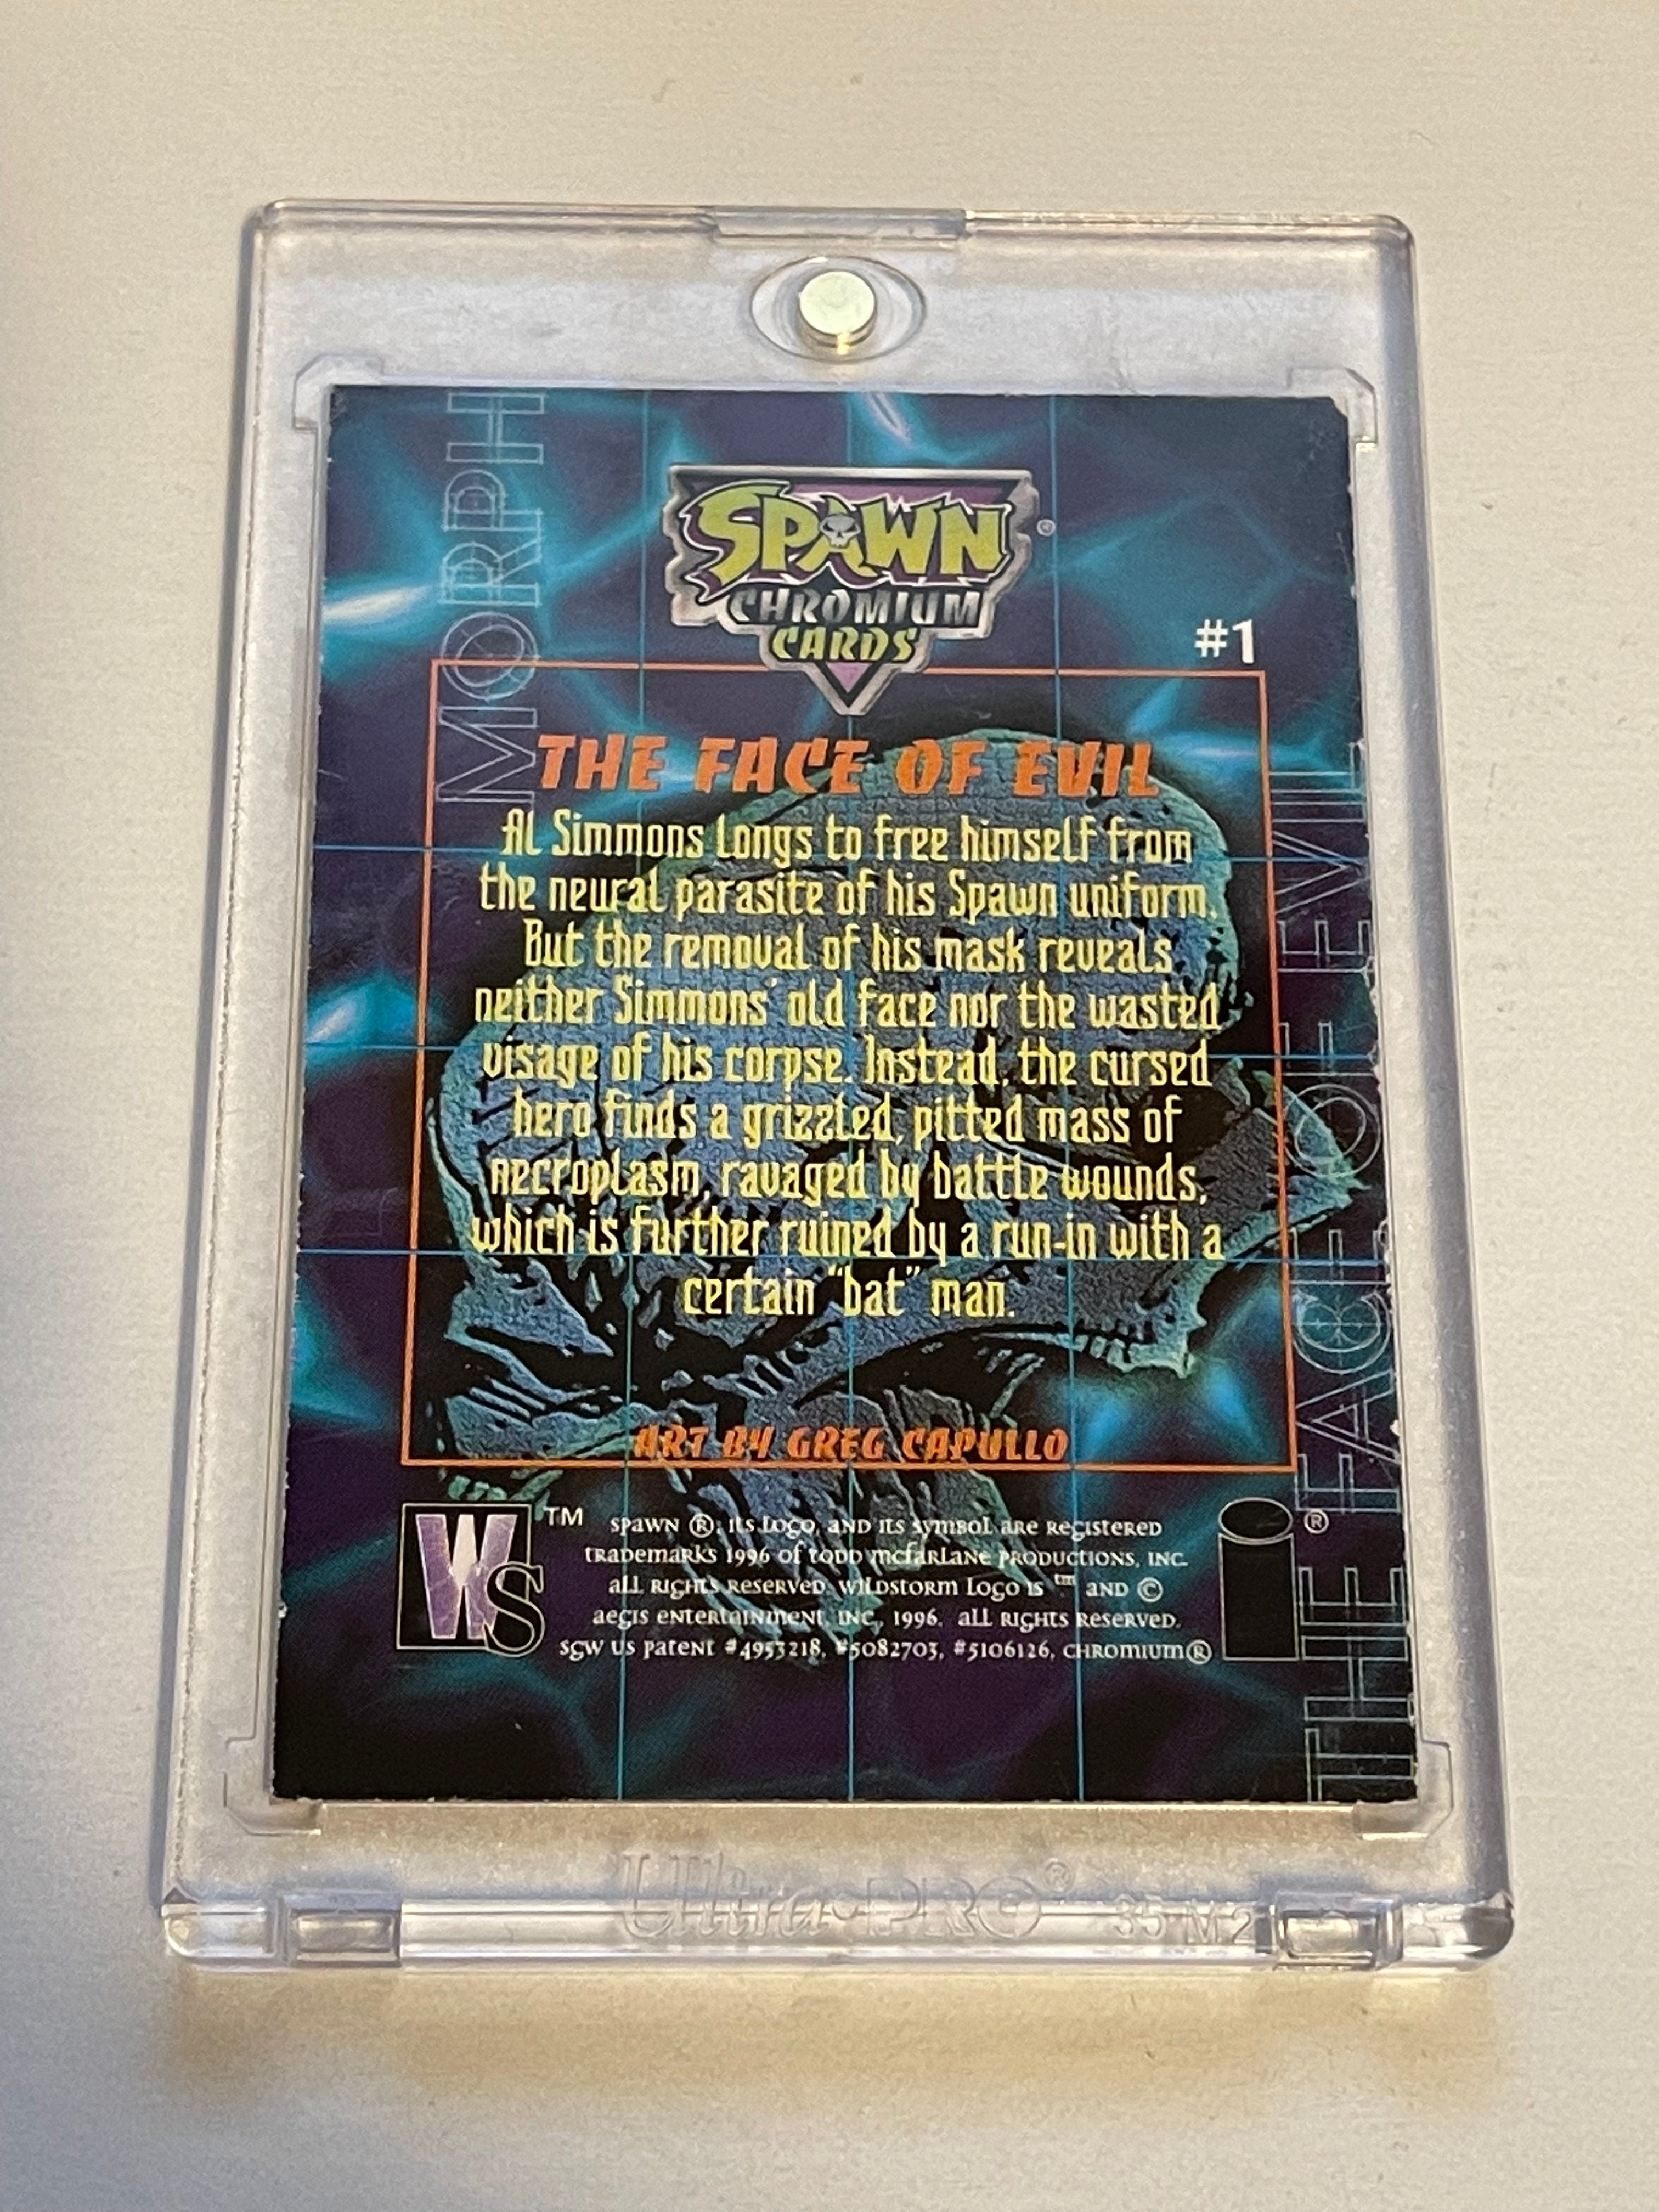 MORPH
SPAWN®
CHROMIUM
CARDS
#1
THE FACE OF EVIL
Al Simmons longs to free himself from
the neural parasite of his Spawn uniform.
But the removal of his mask reveals
neither Simmons' old face nor the wasted
visage of his corpse. Instead, the cursed
hero finds a grizzled, pitted mass of
necroplasm, ravaged by battle wounds,
which is further ruined by a run-in with a
certain "bat" man.
ART BY GREG CAPULLO
THE FACE OF EVIL
WS™
SPAWN ®, its logo, and its symbol are registered
trademarks 1996 of Todd McFarlane Productions, Inc.
All rights reserved. Wildstorm logo is ™ and ©
Aegis Entertainment, Inc., 1996. All rights reserved.
SGW US Patent #4953218, #5082703, #5106126, Chromium®
®
Ultra•PRO® 35 M2